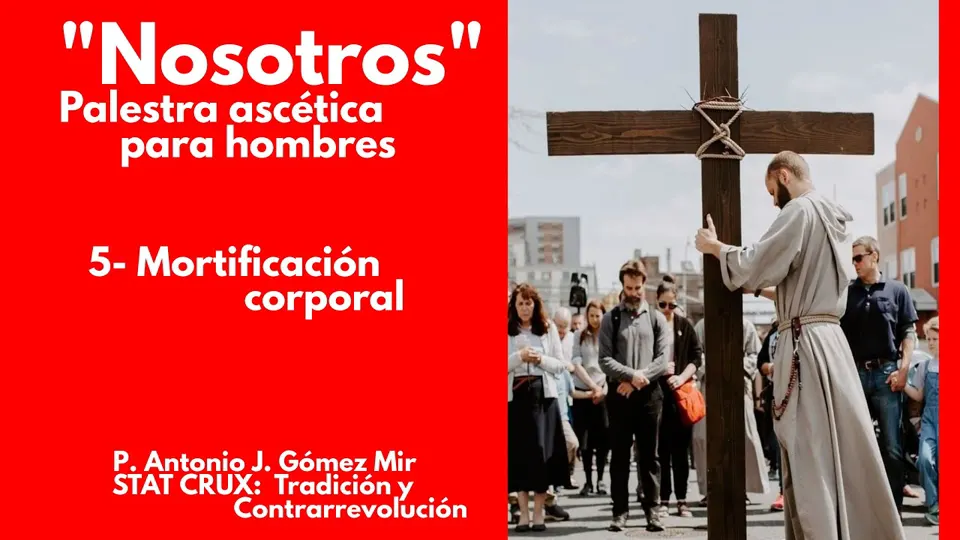 "Nosotros"
Palestra ascética
para hombres
5- Mortificación
corporal
P. Antonio J. Gómez Mir
STAT CRUX: Tradición y
Contrarrevolución